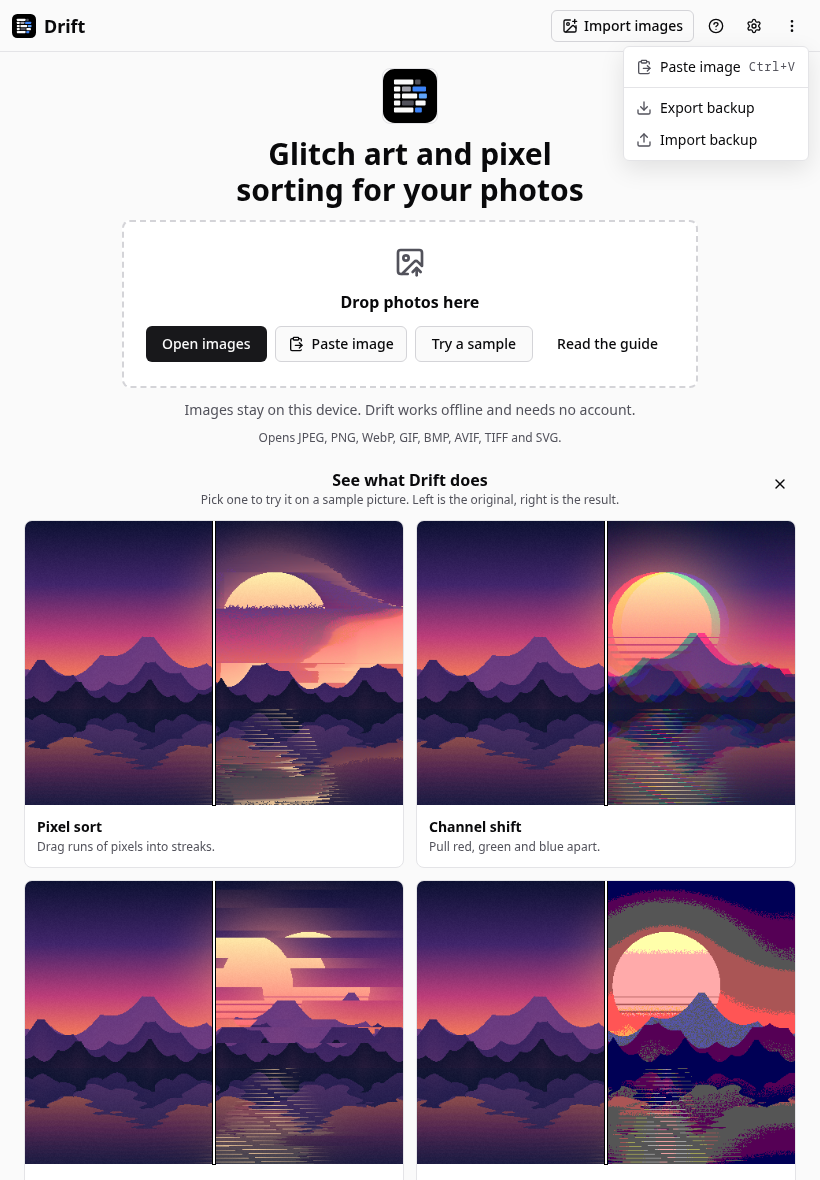 Drift
Import images
Paste image Ctrl+V
Export backup
Import backup
Glitch art and pixel
sorting for your photos
Drop photos here
Open images
Paste image
Try a sample
Read the guide
Images stay on this device. Drift works offline and needs no account.
Opens JPEG, PNG, WebP, GIF, BMP, AVIF, TIFF and SVG.
See what Drift does
Pick one to try it on a sample picture. Left is the original, right is the result.
Pixel sort
Drag runs of pixels into streaks.
Channel shift
Pull red, green and blue apart.